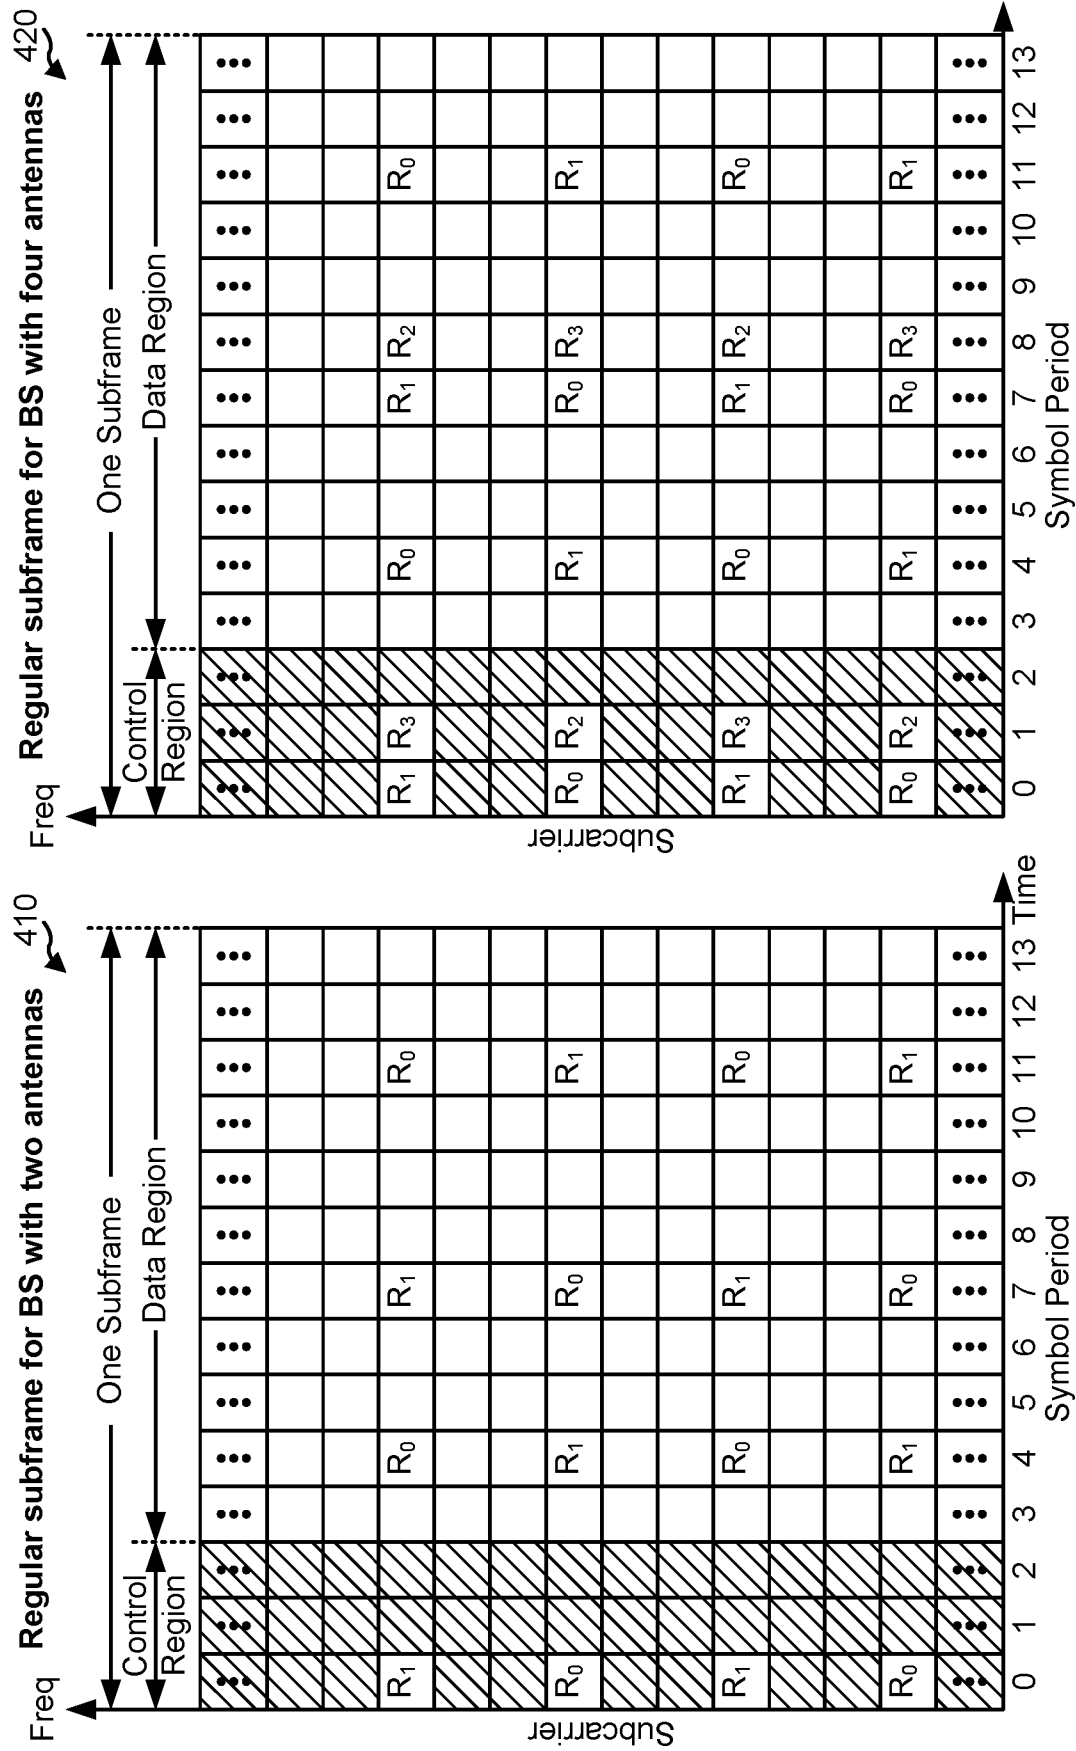 Regular subframe for BS with two antennas 410
Freq
One Subframe
Control Region
Data Region
Subcarrier
R₁ R₀ R₁ R₀
R₀ R₁ R₀ R₁
R₁ R₀ R₁ R₀
R₀ R₁ R₀ R₁
0 1 2 3 4 5 6 7 8 9 10 11 12 13 Time
Symbol Period
Regular subframe for BS with four antennas 420
Freq
One Subframe
Control Region
Data Region
Subcarrier
R₁ R₃ R₀ R₁ R₂ R₀
R₀ R₂ R₁ R₀ R₃ R₁
R₁ R₃ R₀ R₁ R₂ R₀
R₀ R₂ R₁ R₀ R₃ R₁
0 1 2 3 4 5 6 7 8 9 10 11 12 13
Symbol Period